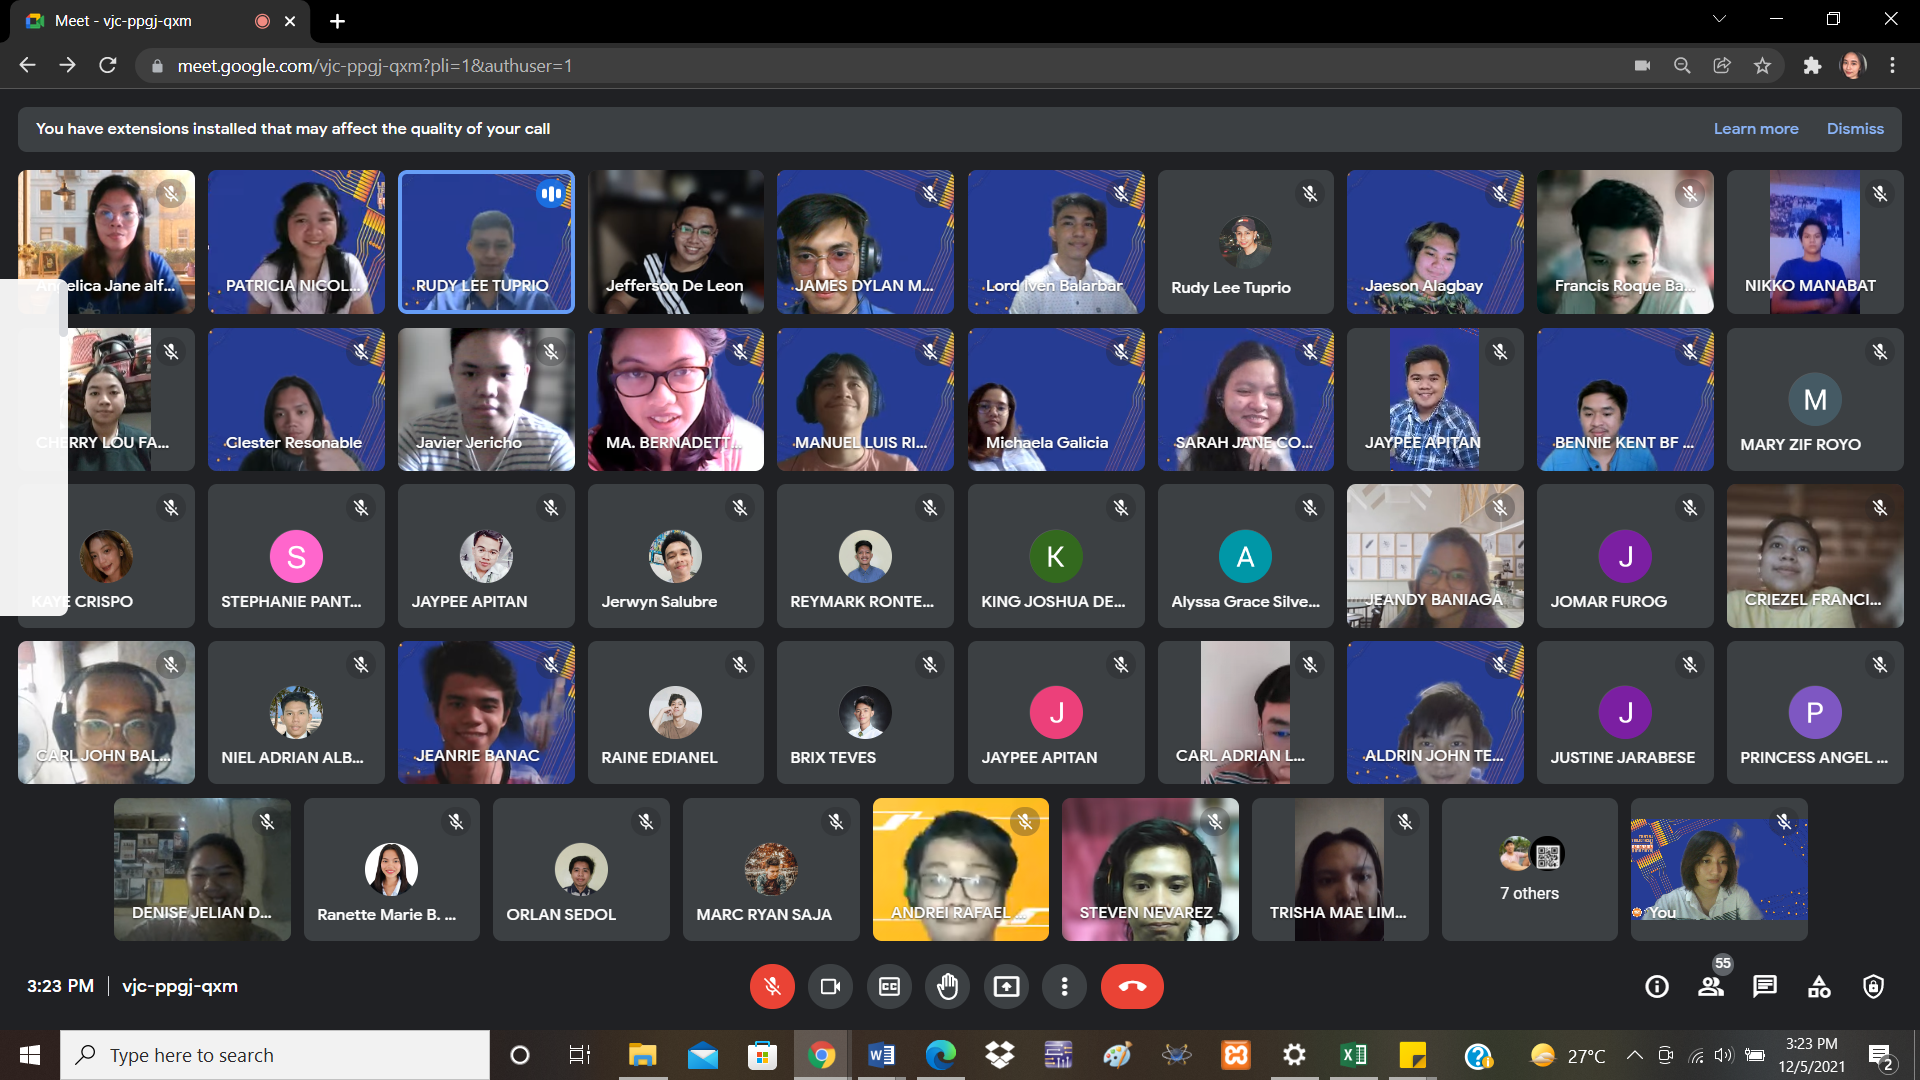 Meet - vjc-ppgj-qxm
meet.google.com/vjc-ppgj-qxm?pli=1&authuser=1
You have extensions installed that may affect the quality of your call
Learn more
Dismiss
Angelica Jane alf...
PATRICIA NICOL...
RUDY LEE TUPRIO
Jefferson De Leon
JAMES DYLAN M...
Lord Iven Balarbar
Rudy Lee Tuprio
Jaeson Alagbay
Francis Roque Ba...
NIKKO MANABAT
CHERRY LOU FA...
Clester Resonable
Javier Jericho
MA. BERNADETT...
MANUEL LUIS RI...
Michaela Galicia
SARAH JANE CO...
JAYPEE APITAN
BENNIE KENT BF ...
M
MARY ZIF ROYO
KAYE CRISPO
S
STEPHANIE PANT...
JAYPEE APITAN
Jerwyn Salubre
REYMARK RONTE...
K
KING JOSHUA DE...
A
Alyssa Grace Silve...
JEANDY BANIAGA
J
JOMAR FUROG
CRIEZEL FRANCI...
CARL JOHN BAL...
NIEL ADRIAN ALB...
JEANRIE BANAC
RAINE EDIANEL
BRIX TEVES
J
JAYPEE APITAN
CARL ADRIAN L...
ALDRIN JOHN TE...
J
JUSTINE JARABESE
P
PRINCESS ANGEL ...
DENISE JELIAN D...
Ranette Marie B. ...
ORLAN SEDOL
MARC RYAN SAJA
ANDREI RAFAEL ...
STEVEN NEVAREZ
TRISHA MAE LIM...
7 others
You
3:23 PM | vjc-ppgj-qxm
CC
55
Type here to search
27°C
3:23 PM
12/5/2021
2